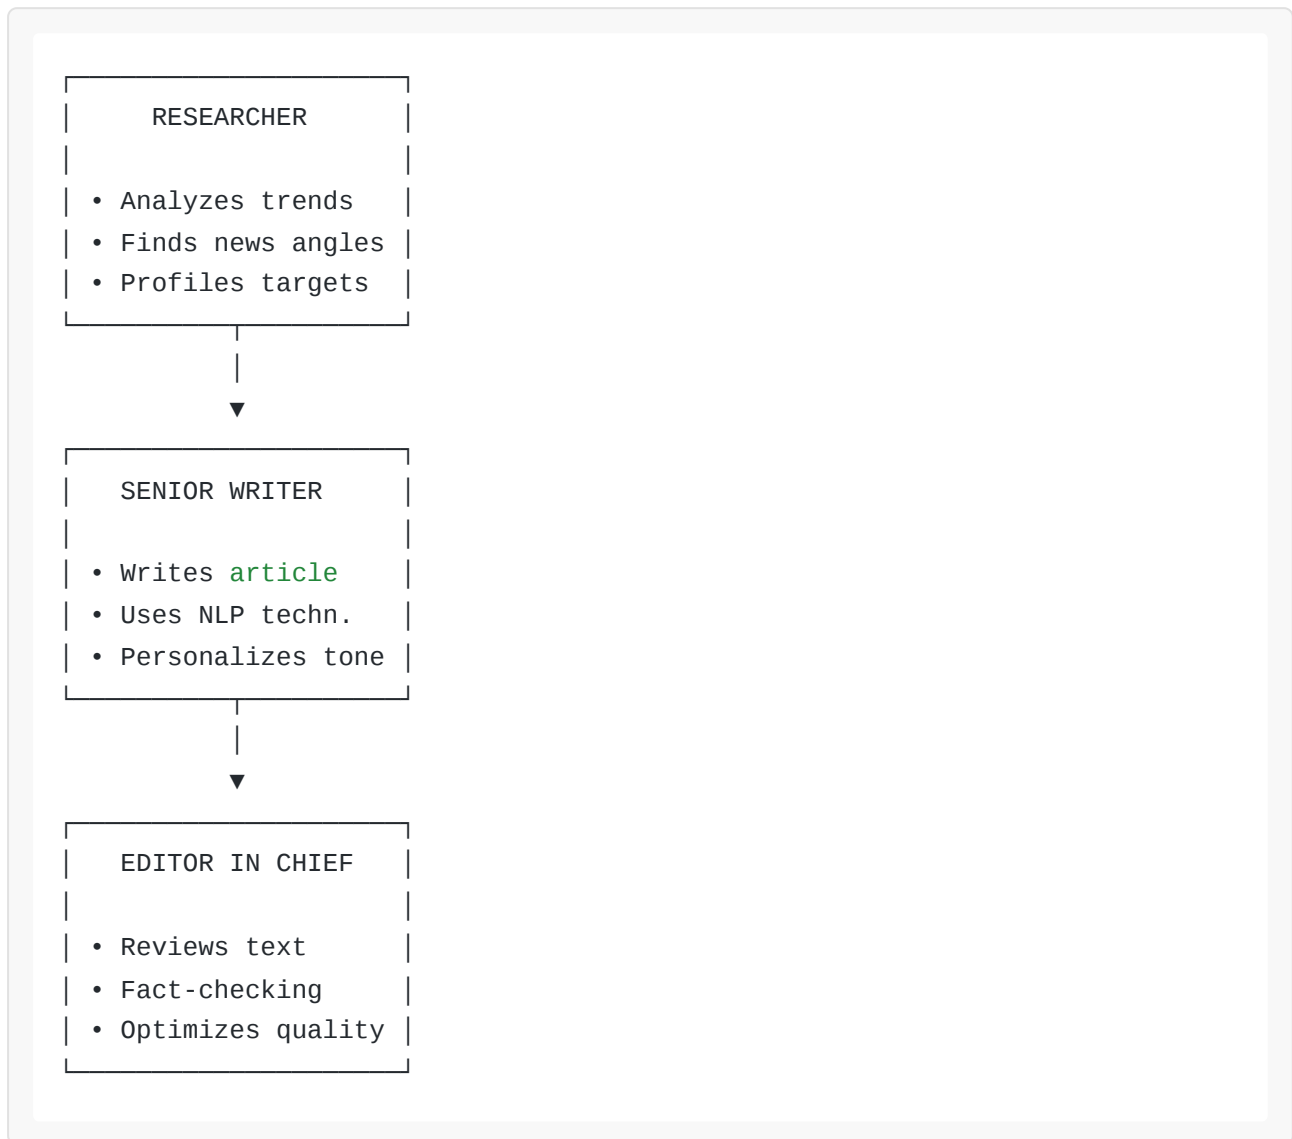 RESEARCHER
• Analyzes trends
• Finds news angles
• Profiles targets
SENIOR WRITER
• Writes article
• Uses NLP techn.
• Personalizes tone
EDITOR IN CHIEF
• Reviews text
• Fact-checking
• Optimizes quality